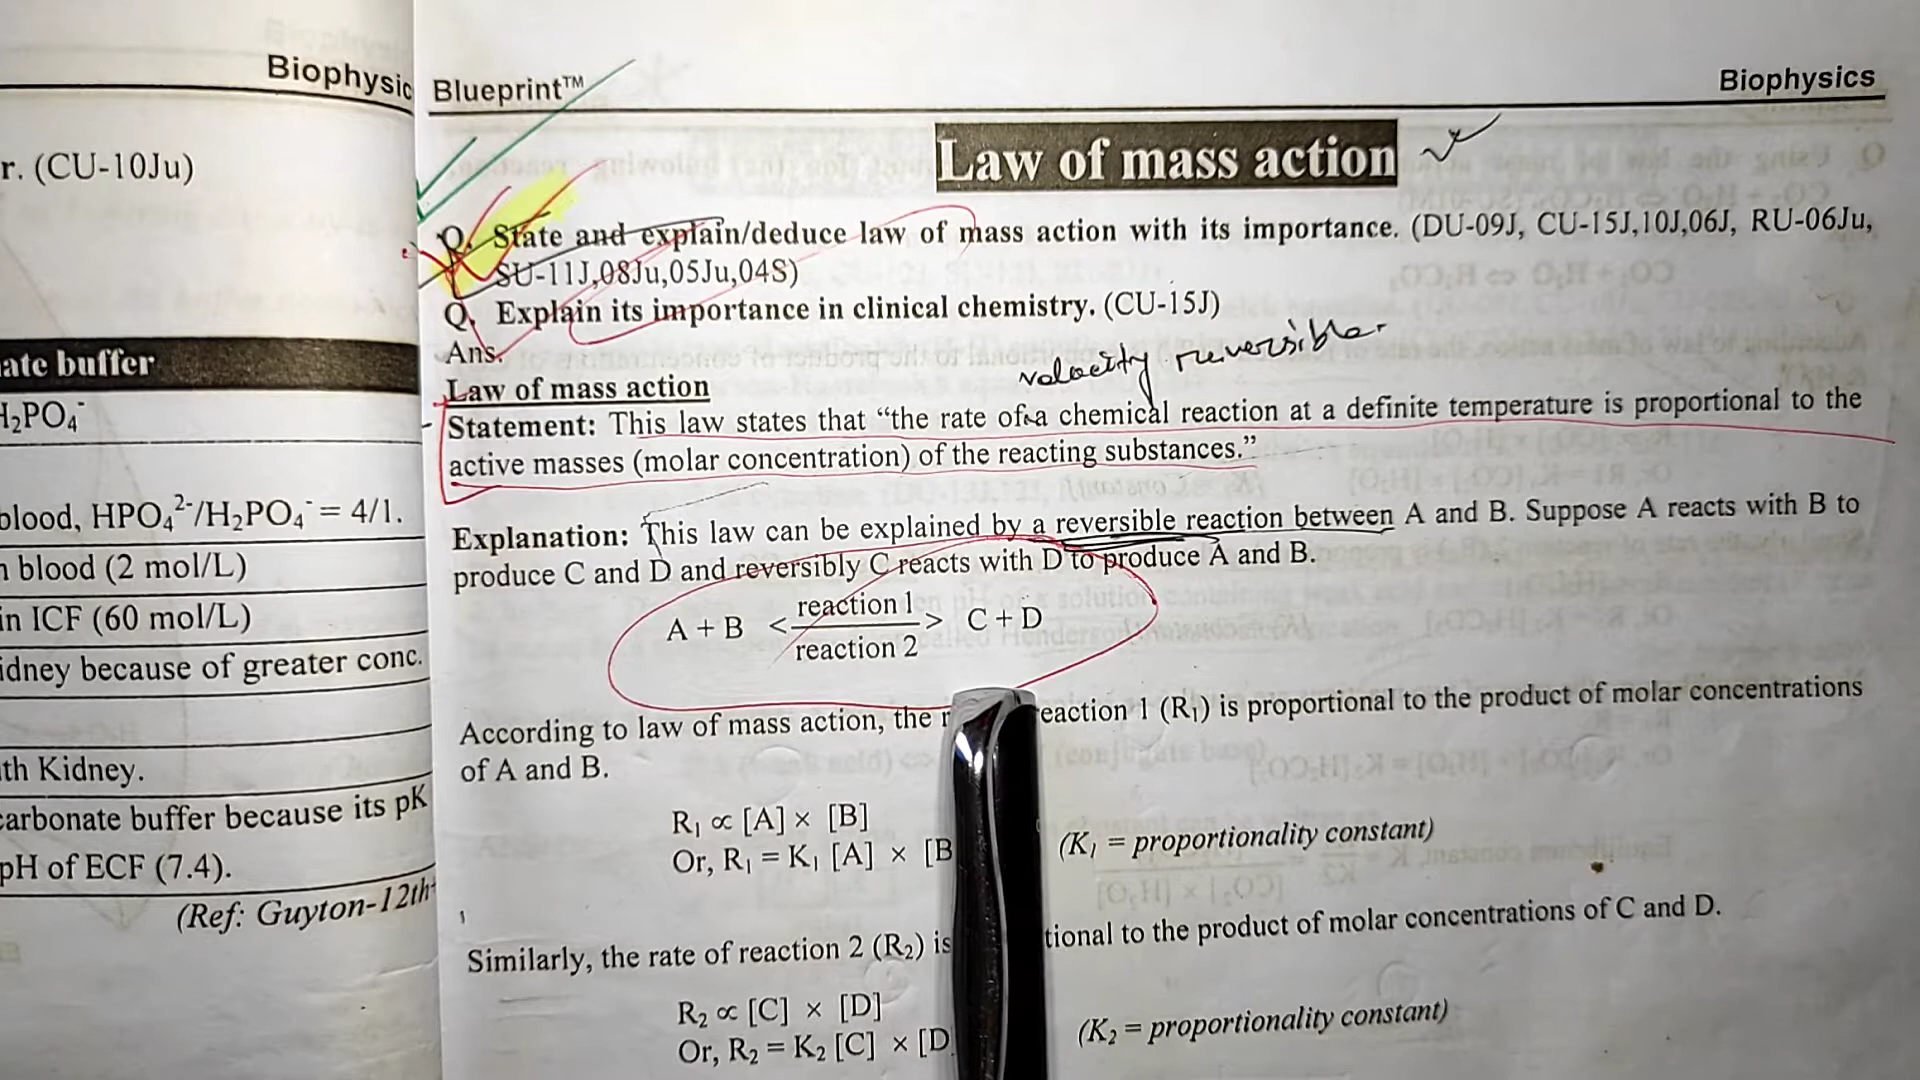 Biophysic
r. (CU-10Ju)
ate buffer
H₂PO₄⁻
blood, HPO₄²⁻/H₂PO₄⁻ = 4/1.
n blood (2 mol/L)
in ICF (60 mol/L)
idney because of greater conc.
th Kidney.
carbonate buffer because its pK
pH of ECF (7.4).
(Ref: Guyton-12th
Blueprint™ Biophysics
Law of mass action
Q. State and explain/deduce law of mass action with its importance. (DU-09J, CU-15J,10J,06J, RU-06Ju,
SU-11J,08Ju,05Ju,04S)
Q. Explain its importance in clinical chemistry. (CU-15J)
Ans.
velocity reversible
Law of mass action
Statement: This law states that “the rate of a chemical reaction at a definite temperature is proportional to the
active masses (molar concentration) of the reacting substances.”
Explanation: This law can be explained by a reversible reaction between A and B. Suppose A reacts with B to
produce C and D and reversibly C reacts with D to produce A and B.
reaction 1
A + B < > C + D
reaction 2
According to law of mass action, the r eaction 1 (R₁) is proportional to the product of molar concentrations
of A and B.
R₁ ∝ [A] × [B]
Or, R₁ = K₁ [A] × [B (K₁ = proportionality constant)
Similarly, the rate of reaction 2 (R₂) is tional to the product of molar concentrations of C and D.
R₂ ∝ [C] × [D]
Or, R₂ = K₂ [C] × [D (K₂ = proportionality constant)